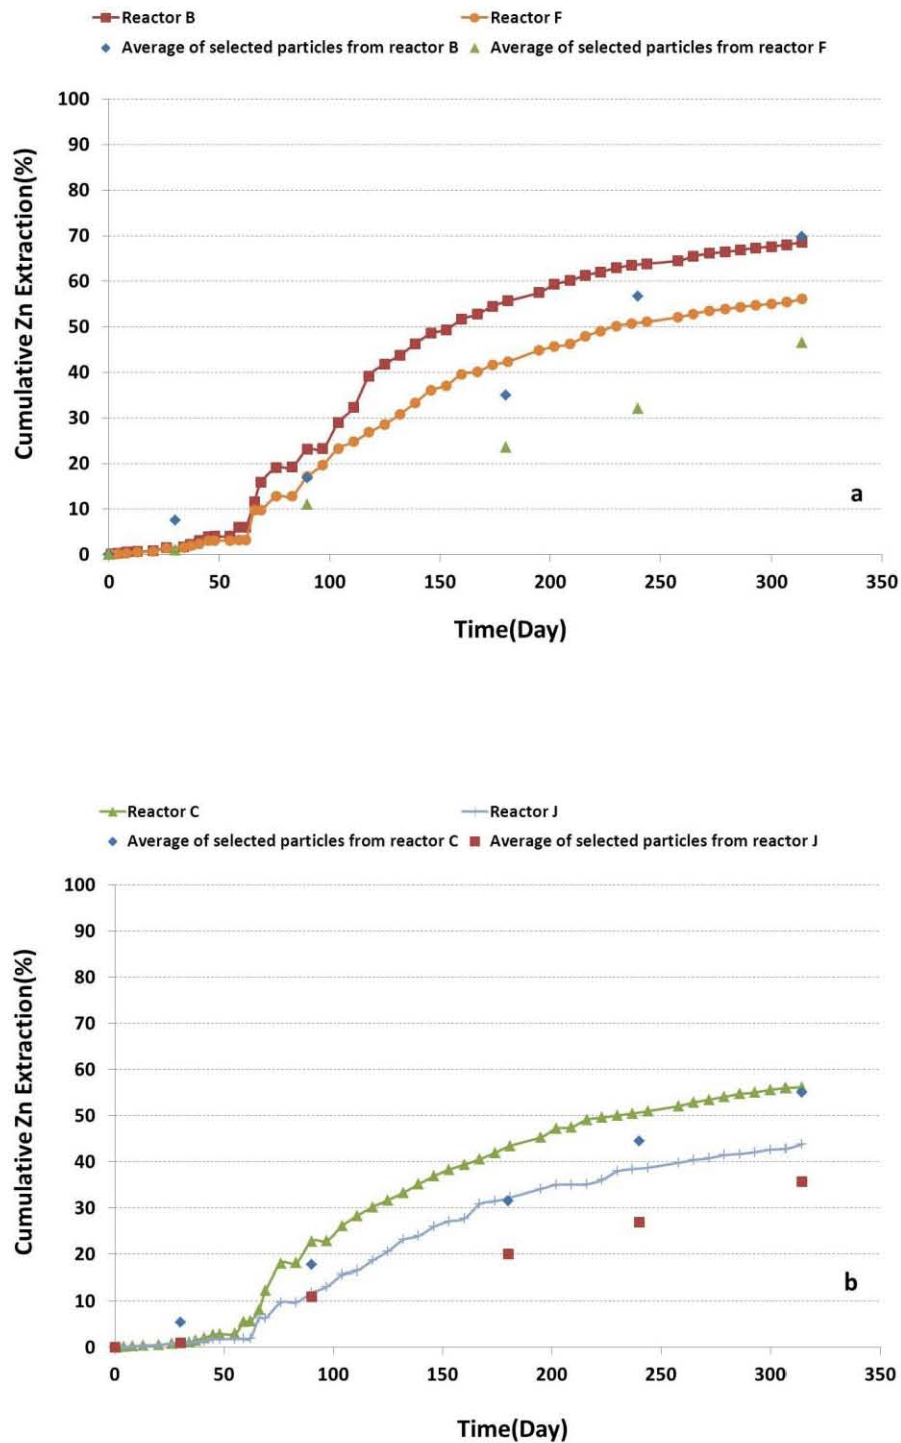 Reactor B Reactor F
Average of selected particles from reactor B Average of selected particles from reactor F
100
90
80
70
60
50
40
30
20
10
0
Cumulative Zn Extraction(%)
a
0 50 100 150 200 250 300 350
Time(Day)
Reactor C Reactor J
Average of selected particles from reactor C Average of selected particles from reactor J
100
90
80
70
60
50
40
30
20
10
0
Cumulative Zn Extraction(%)
b
0 50 100 150 200 250 300 350
Time(Day)